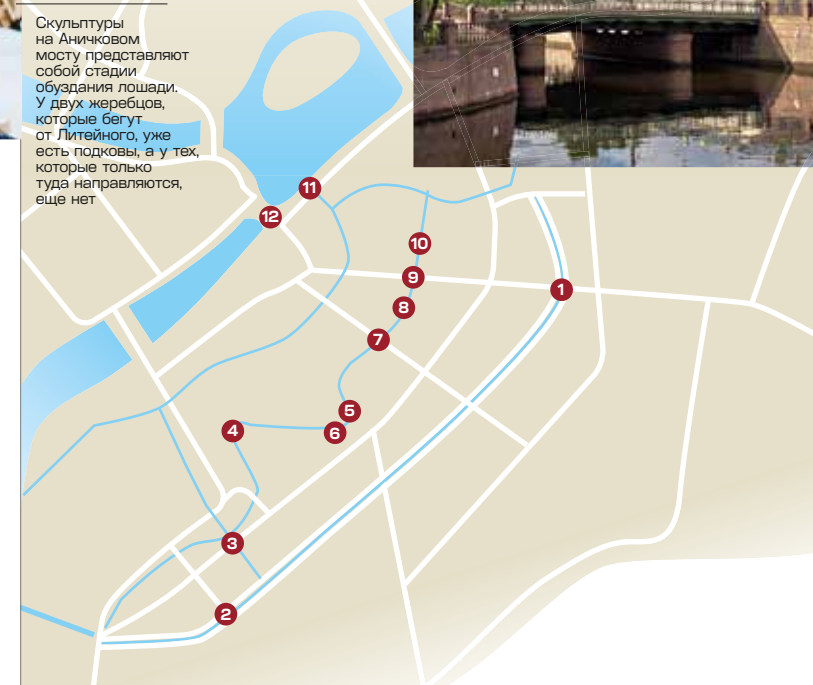 Скульптуры
на Аничковом
мосту представляют
собой стадии
обуздания лошади.
У двух жеребцов,
которые бегут
от Литейного, уже
есть подковы, а у тех,
которые только
туда направляются,
еще нет
11
12
10
9
1
8
7
5
4
6
3
2